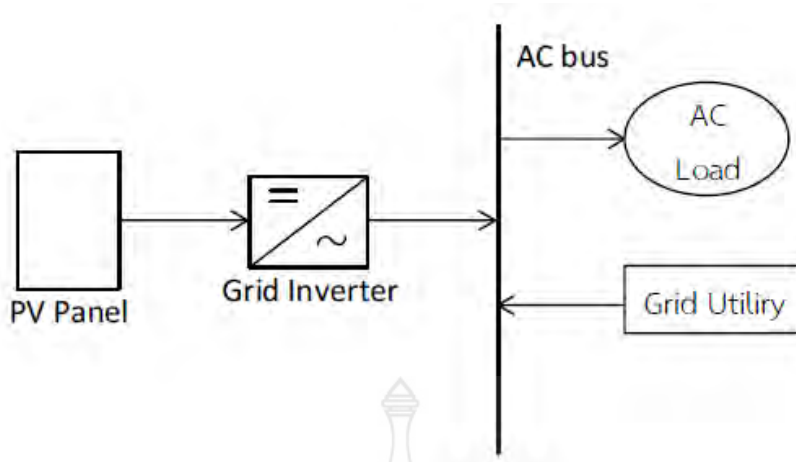 AC bus
AC
Load
PV Panel
Grid Inverter
Grid Utiliry